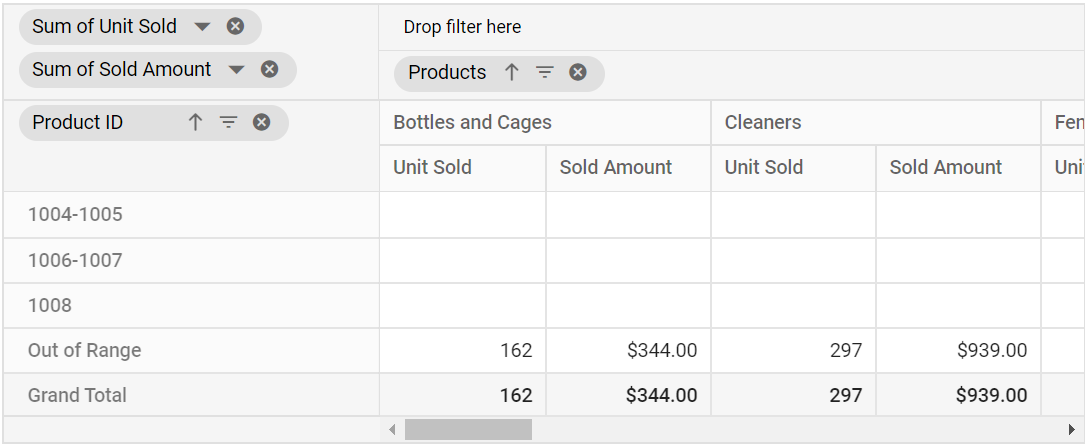 Sum of Unit Sold
Drop filter here
Sum of Sold Amount
Products
Product ID
Bottles and Cages Cleaners
Unit Sold Sold Amount Unit Sold Sold Amount
1004-1005
1006-1007
1008
Out of Range 162 $344.00 297 $939.00
Grand Total 162 $344.00 297 $939.00